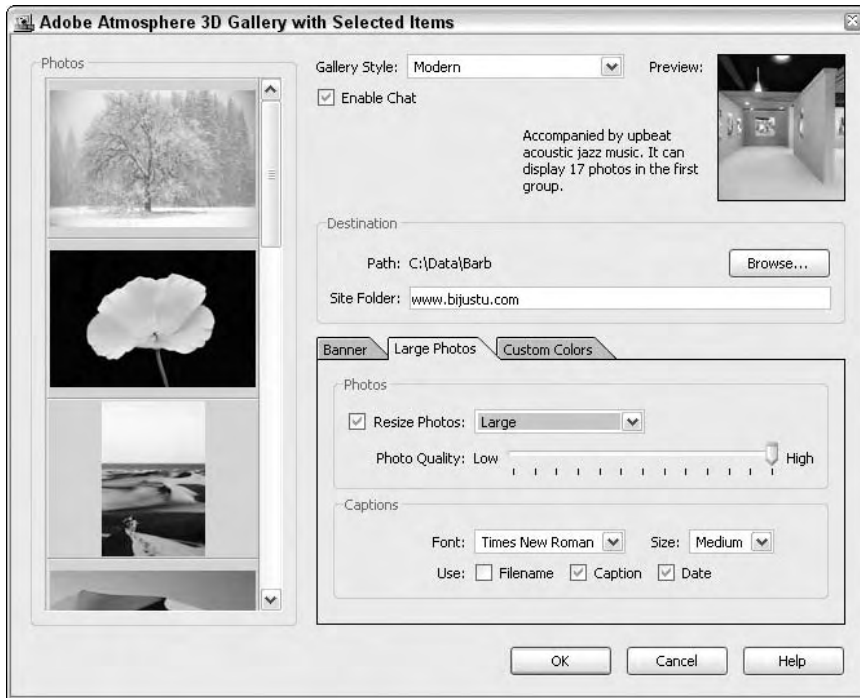 Adobe Atmosphere 3D Gallery with Selected Items
Photos
Gallery Style: Modern
Preview:
Enable Chat
Accompanied by upbeat
acoustic jazz music. It can
display 17 photos in the first
group.
Destination
Path: C:\Data\Barb
Browse...
Site Folder: www.bijustu.com
Banner
Large Photos
Custom Colors
Photos
Resize Photos: Large
Photo Quality: Low
High
Captions
Font: Times New Roman
Size: Medium
Use: Filename Caption Date
OK
Cancel
Help